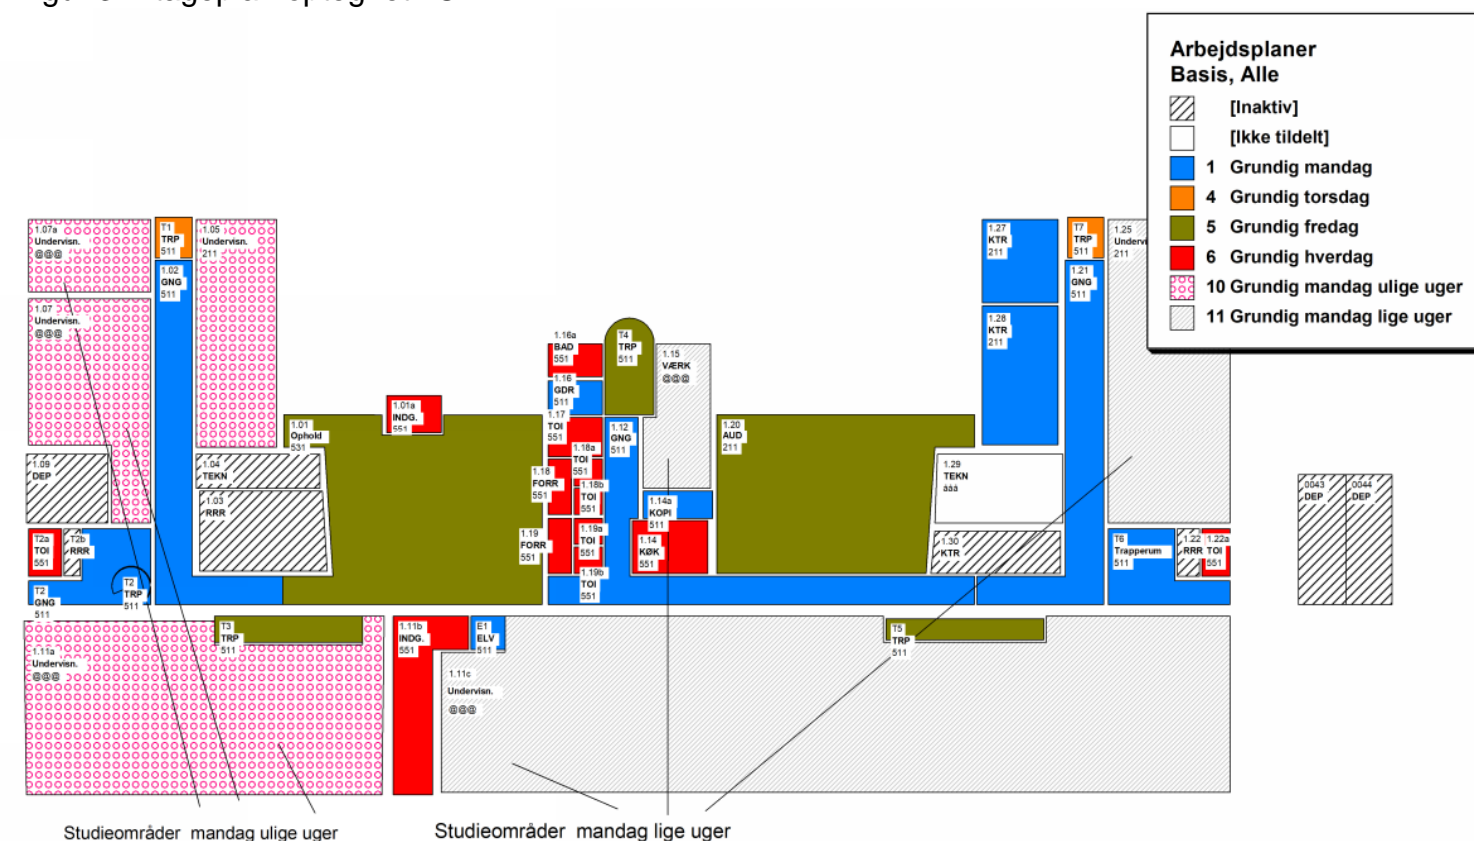 Arbejdsplaner
Basis, Alle
[Inaktiv]
[Ikke tildelt]
1 Grundig mandag
4 Grundig torsdag
5 Grundig fredag
6 Grundig hverdag
10 Grundig mandag ulige uger
11 Grundig mandag lige uger
1.07a
Undervisn.
@@@
T1
TRP
511
1.05
Undervisn.
211
1.02
GNG
511
1.07
Undervisn.
@@@
1.27
KTR
211
T7
TRP
511
1.25
211
1.21
GNG
511
1.28
KTR
211
1.16a
BAD
551
T4
TRP
511
1.15
VÆRK
@@@
1.16
GDR
511
1.01a
INDG.
551
1.01
Ophold
531
1.17
TOI
551
1.12
GNG
511
1.20
AUD
211
1.18a
TOI
551
1.09
DEP
1.04
TEKN
1.03
RRR
1.18
FORR
551
1.18b
TOI
551
1.14a
KOPI
511
1.29
TEKN
ááá
0043
DEP
0044
DEP
1.19
FORR
551
1.19a
TOI
551
1.14
KØK
551
1.30
KTR
T2a
TOI
551
T2b
RRR
T6
Trapperum
511
1.22
RRR
1.22a
TOI
551
T2
GNG
511
T2
TRP
511
1.19b
TOI
551
T3
TRP
511
1.11b
INDG.
551
E1
ELV
511
T5
TRP
511
1.11a
Undervisn.
@@@
1.11c
Undervisn.
@@@
Studieområder mandag ulige uger
Studieområder mandag lige uger